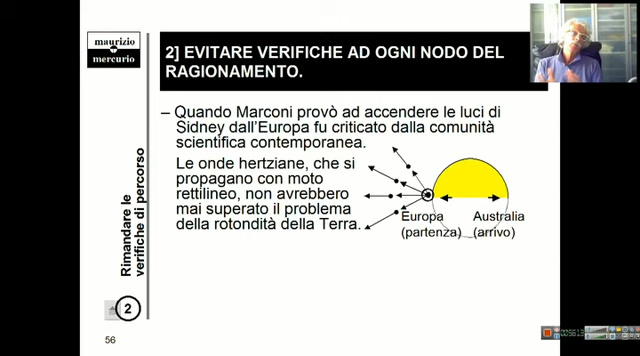 maurizio
mercurio
2] EVITARE VERIFICHE AD OGNI NODO DEL
RAGIONAMENTO.
– Quando Marconi provò ad accendere le luci di
Sidney dall'Europa fu criticato dalla comunità
scientifica contemporanea.
Le onde hertziane, che si
propagano con moto
rettilineo, non avrebbero
mai superato il problema
della rotondità della Terra.
Europa
(partenza)
Australia
(arrivo)
Rimandare le
verifiche di percorso
2
56